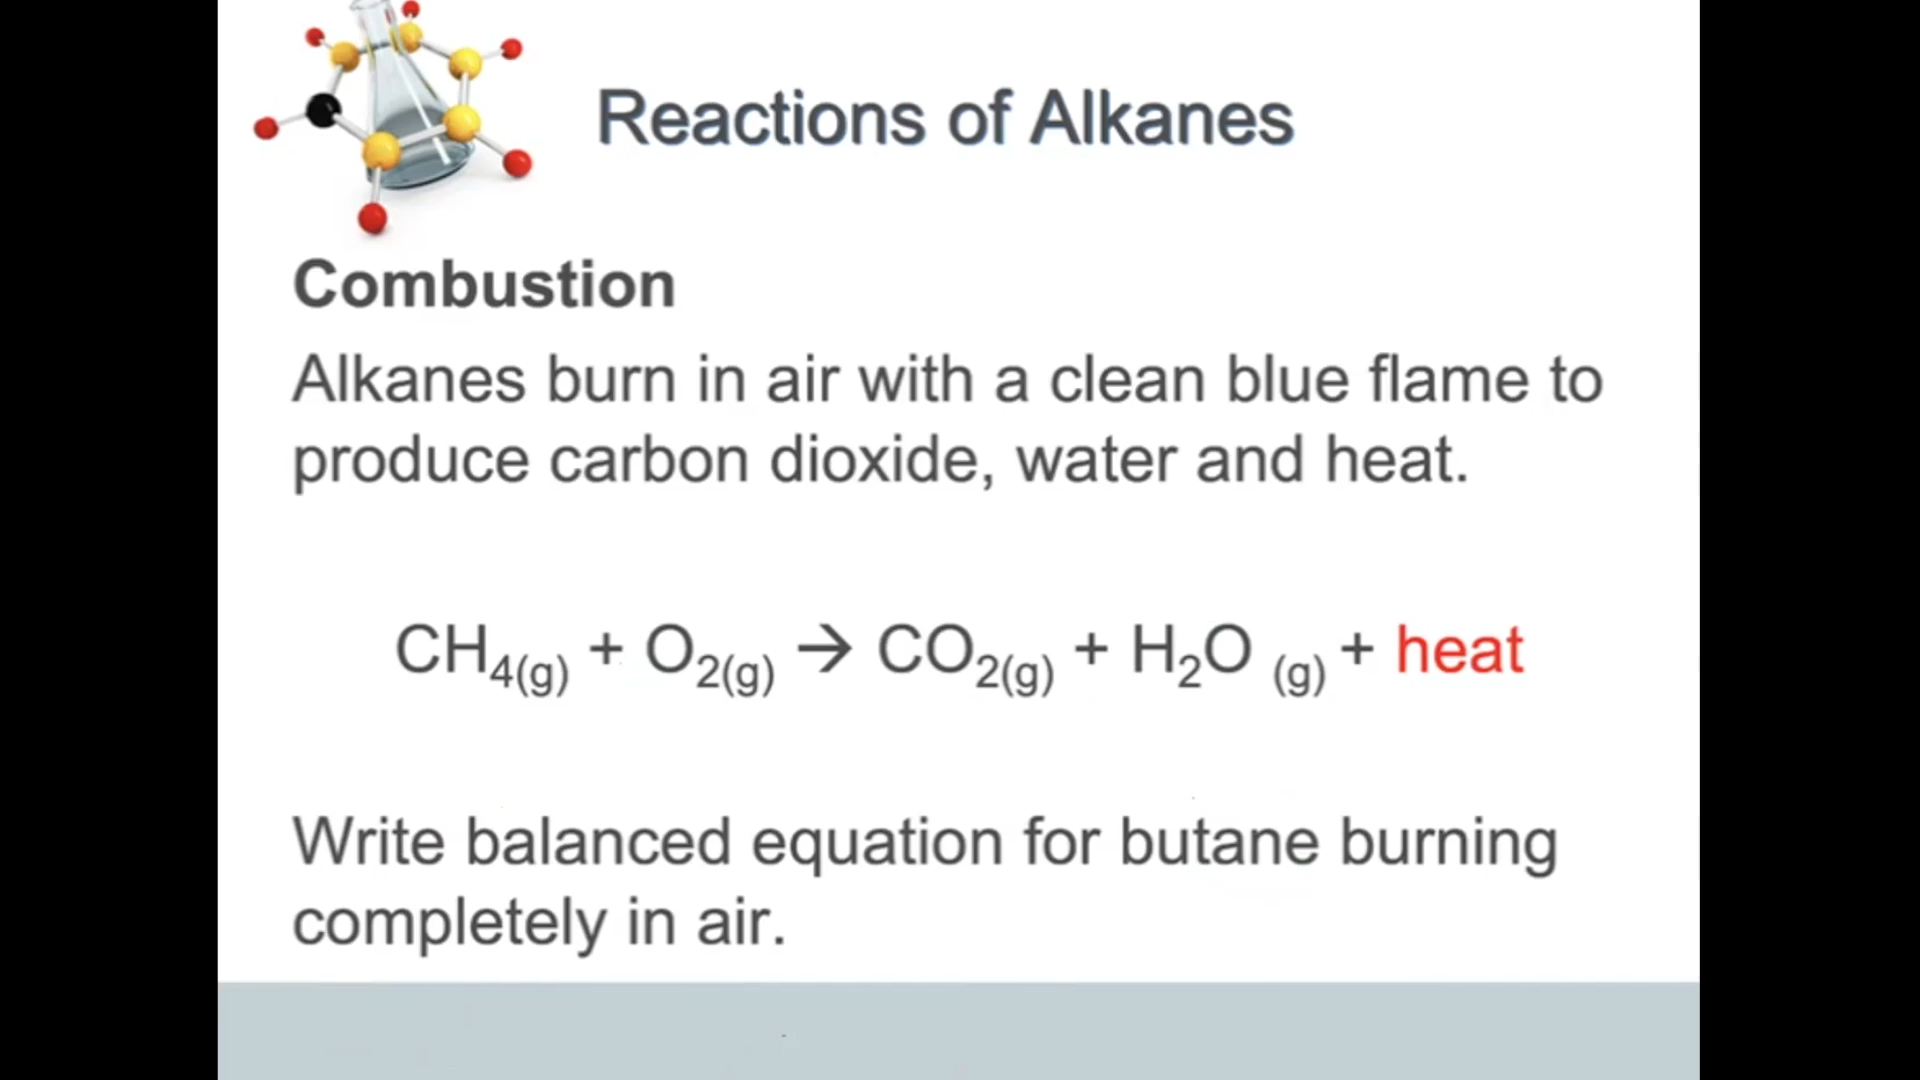 Reactions of Alkanes
Combustion
Alkanes burn in air with a clean blue flame to
produce carbon dioxide, water and heat.
CH₄(g) + O₂(g) → CO₂(g) + H₂O (g) + heat
Write balanced equation for butane burning
completely in air.